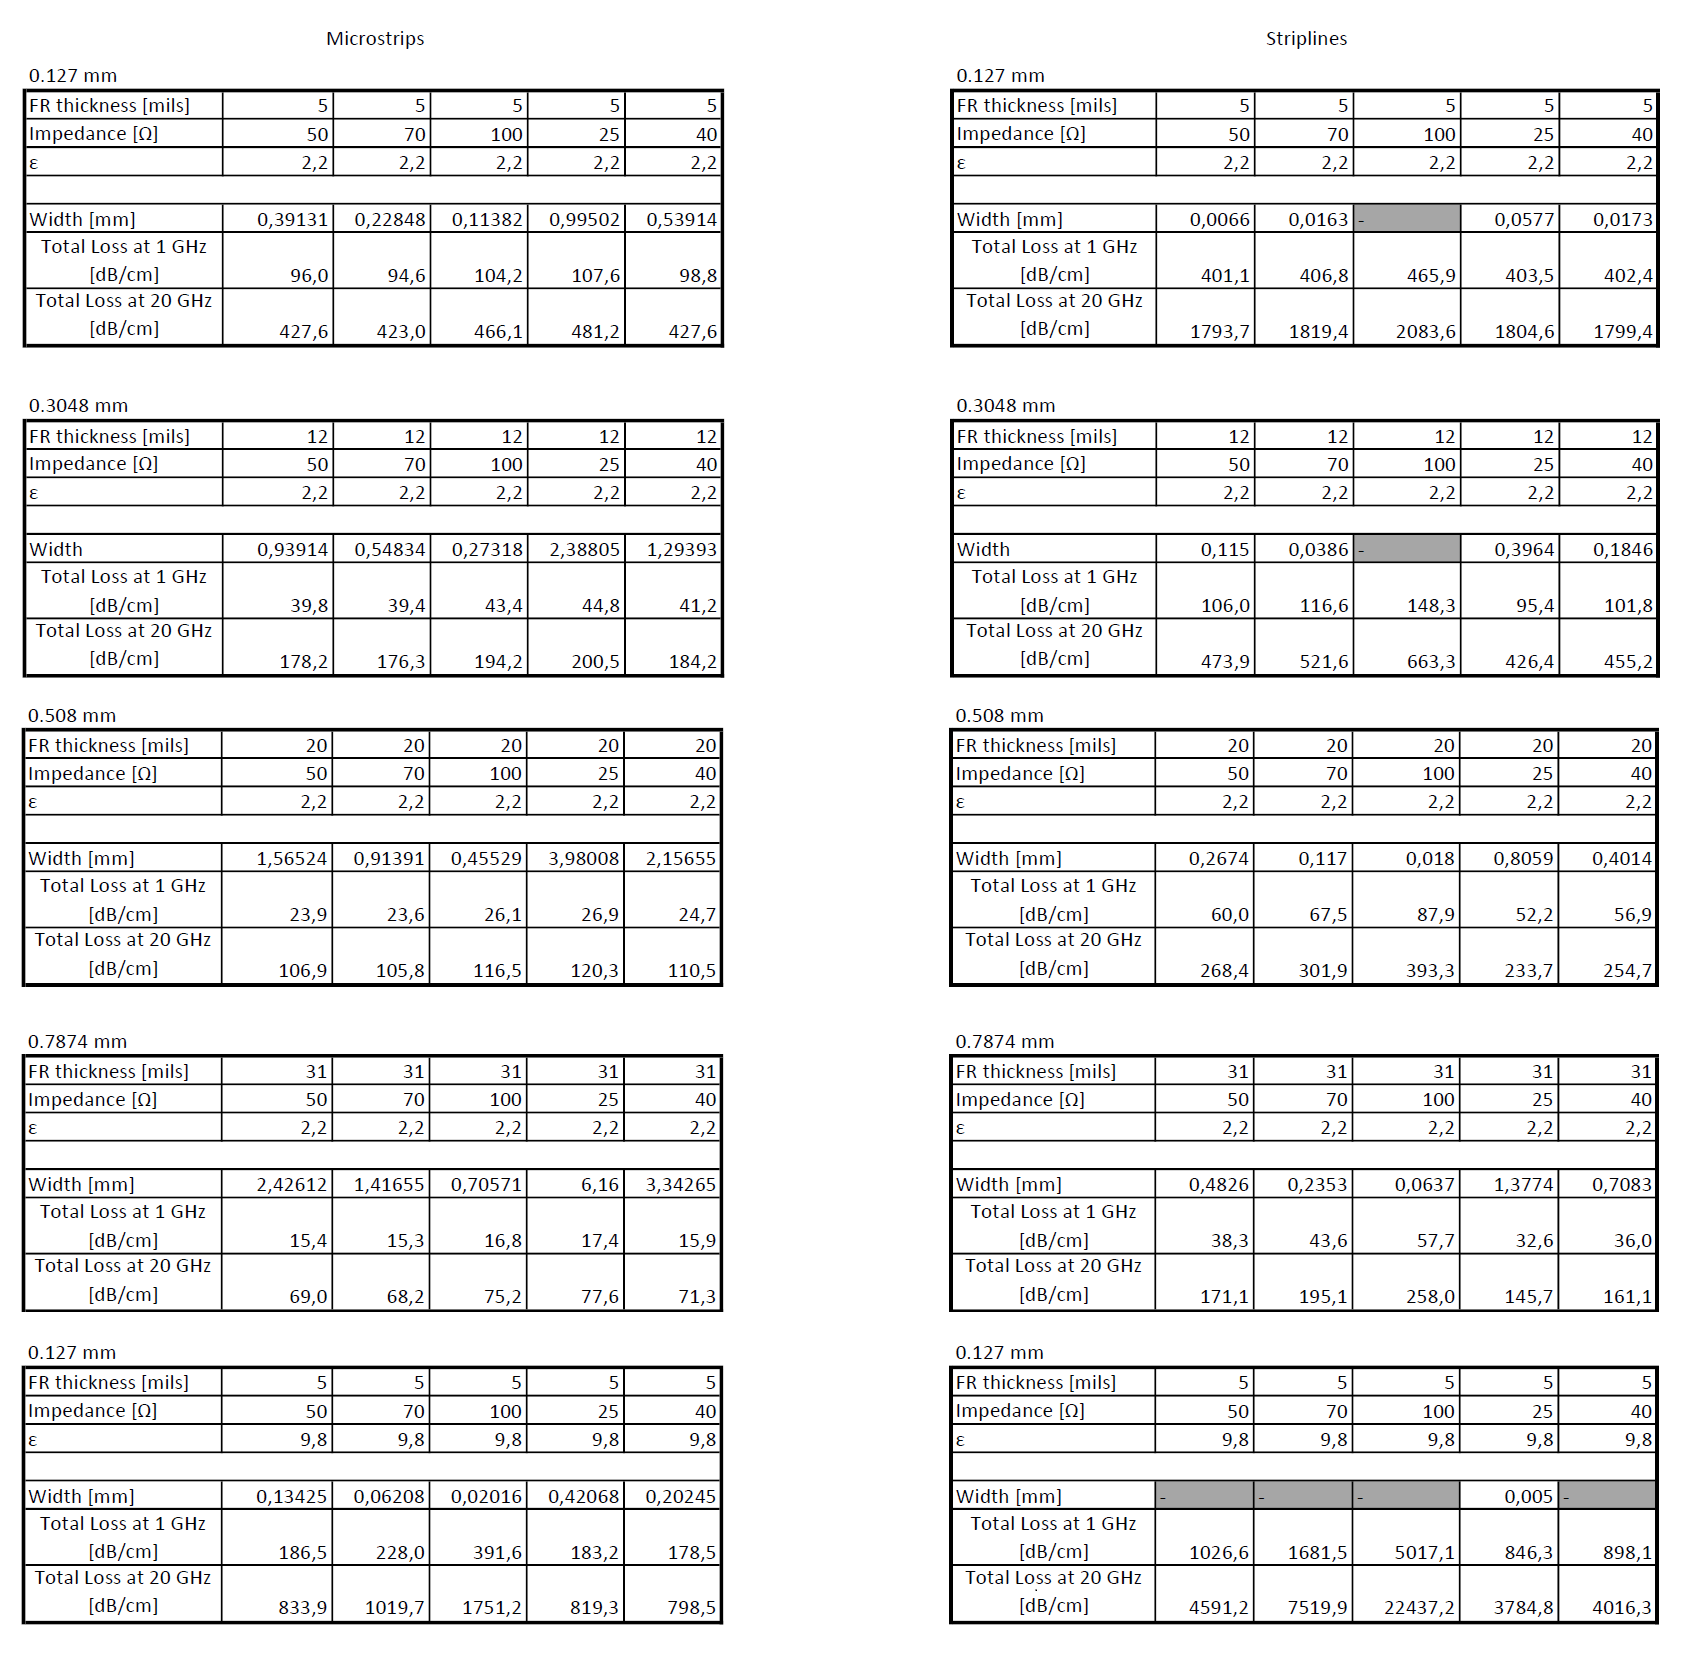 Microstrips Striplines
0.127 mm 0.127 mm
FR thickness [mils] 5 5 5 5 5 FR thickness [mils] 5 5 5 5 5
Impedance [Ω] 50 70 100 25 40 Impedance [Ω] 50 70 100 25 40
ε 2,2 2,2 2,2 2,2 2,2 ε 2,2 2,2 2,2 2,2 2,2
Width [mm] 0,39131 0,22848 0,11382 0,99502 0,53914 Width [mm] 0,0066 0,0163 - 0,0577 0,0173
Total Loss at 1 GHz Total Loss at 1 GHz
[dB/cm] 96,0 94,6 104,2 107,6 98,8 [dB/cm] 401,1 406,8 465,9 403,5 402,4
Total Loss at 20 GHz Total Loss at 20 GHz
[dB/cm] 427,6 423,0 466,1 481,2 427,6 [dB/cm] 1793,7 1819,4 2083,6 1804,6 1799,4
0.3048 mm 0.3048 mm
FR thickness [mils] 12 12 12 12 12 FR thickness [mils] 12 12 12 12 12
Impedance [Ω] 50 70 100 25 40 Impedance [Ω] 50 70 100 25 40
ε 2,2 2,2 2,2 2,2 2,2 ε 2,2 2,2 2,2 2,2 2,2
Width 0,93914 0,54834 0,27318 2,38805 1,29393 Width 0,115 0,0386 - 0,3964 0,1846
Total Loss at 1 GHz Total Loss at 1 GHz
[dB/cm] 39,8 39,4 43,4 44,8 41,2 [dB/cm] 106,0 116,6 148,3 95,4 101,8
Total Loss at 20 GHz Total Loss at 20 GHz
[dB/cm] 178,2 176,3 194,2 200,5 184,2 [dB/cm] 473,9 521,6 663,3 426,4 455,2
0.508 mm 0.508 mm
FR thickness [mils] 20 20 20 20 20 FR thickness [mils] 20 20 20 20 20
Impedance [Ω] 50 70 100 25 40 Impedance [Ω] 50 70 100 25 40
ε 2,2 2,2 2,2 2,2 2,2 ε 2,2 2,2 2,2 2,2 2,2
Width [mm] 1,56524 0,91391 0,45529 3,98008 2,15655 Width [mm] 0,2674 0,117 0,018 0,8059 0,4014
Total Loss at 1 GHz Total Loss at 1 GHz
[dB/cm] 23,9 23,6 26,1 26,9 24,7 [dB/cm] 60,0 67,5 87,9 52,2 56,9
Total Loss at 20 GHz Total Loss at 20 GHz
[dB/cm] 106,9 105,8 116,5 120,3 110,5 [dB/cm] 268,4 301,9 393,3 233,7 254,7
0.7874 mm 0.7874 mm
FR thickness [mils] 31 31 31 31 31 FR thickness [mils] 31 31 31 31 31
Impedance [Ω] 50 70 100 25 40 Impedance [Ω] 50 70 100 25 40
ε 2,2 2,2 2,2 2,2 2,2 ε 2,2 2,2 2,2 2,2 2,2
Width [mm] 2,42612 1,41655 0,70571 6,16 3,34265 Width [mm] 0,4826 0,2353 0,0637 1,3774 0,7083
Total Loss at 1 GHz Total Loss at 1 GHz
[dB/cm] 15,4 15,3 16,8 17,4 15,9 [dB/cm] 38,3 43,6 57,7 32,6 36,0
Total Loss at 20 GHz Total Loss at 20 GHz
[dB/cm] 69,0 68,2 75,2 77,6 71,3 [dB/cm] 171,1 195,1 258,0 145,7 161,1
0.127 mm 0.127 mm
FR thickness [mils] 5 5 5 5 5 FR thickness [mils] 5 5 5 5 5
Impedance [Ω] 50 70 100 25 40 Impedance [Ω] 50 70 100 25 40
ε 9,8 9,8 9,8 9,8 9,8 ε 9,8 9,8 9,8 9,8 9,8
Width [mm] 0,13425 0,06208 0,02016 0,42068 0,20245 Width [mm] - - - 0,005 -
Total Loss at 1 GHz Total Loss at 1 GHz
[dB/cm] 186,5 228,0 391,6 183,2 178,5 [dB/cm] 1026,6 1681,5 5017,1 846,3 898,1
Total Loss at 20 GHz Total Loss at 20 GHz
[dB/cm] 833,9 1019,7 1751,2 819,3 798,5 [dB/cm] 4591,2 7519,9 22437,2 3784,8 4016,3